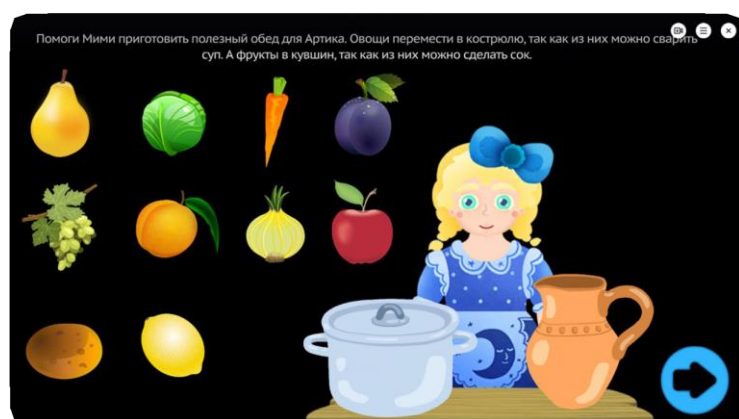 Помоги Мими приготовить полезный обед для Артика. Овощи перемести в кострюлю, так как из них можно сварить
суп. А фрукты в кувшин, так как из них можно сделать сок.